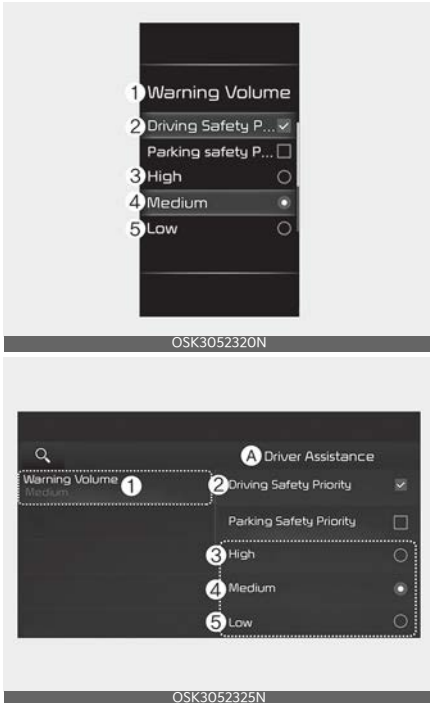 1 Warning Volume
2 Driving Safety P...
Parking safety P...
3 High
4 Medium
5 Low
OSK3052320N
A Driver Assistance
Warning Volume 1
Medium
2 Driving Safety Priority
Parking Safety Priority
3 High
4 Medium
5 Low
OSK3052325N